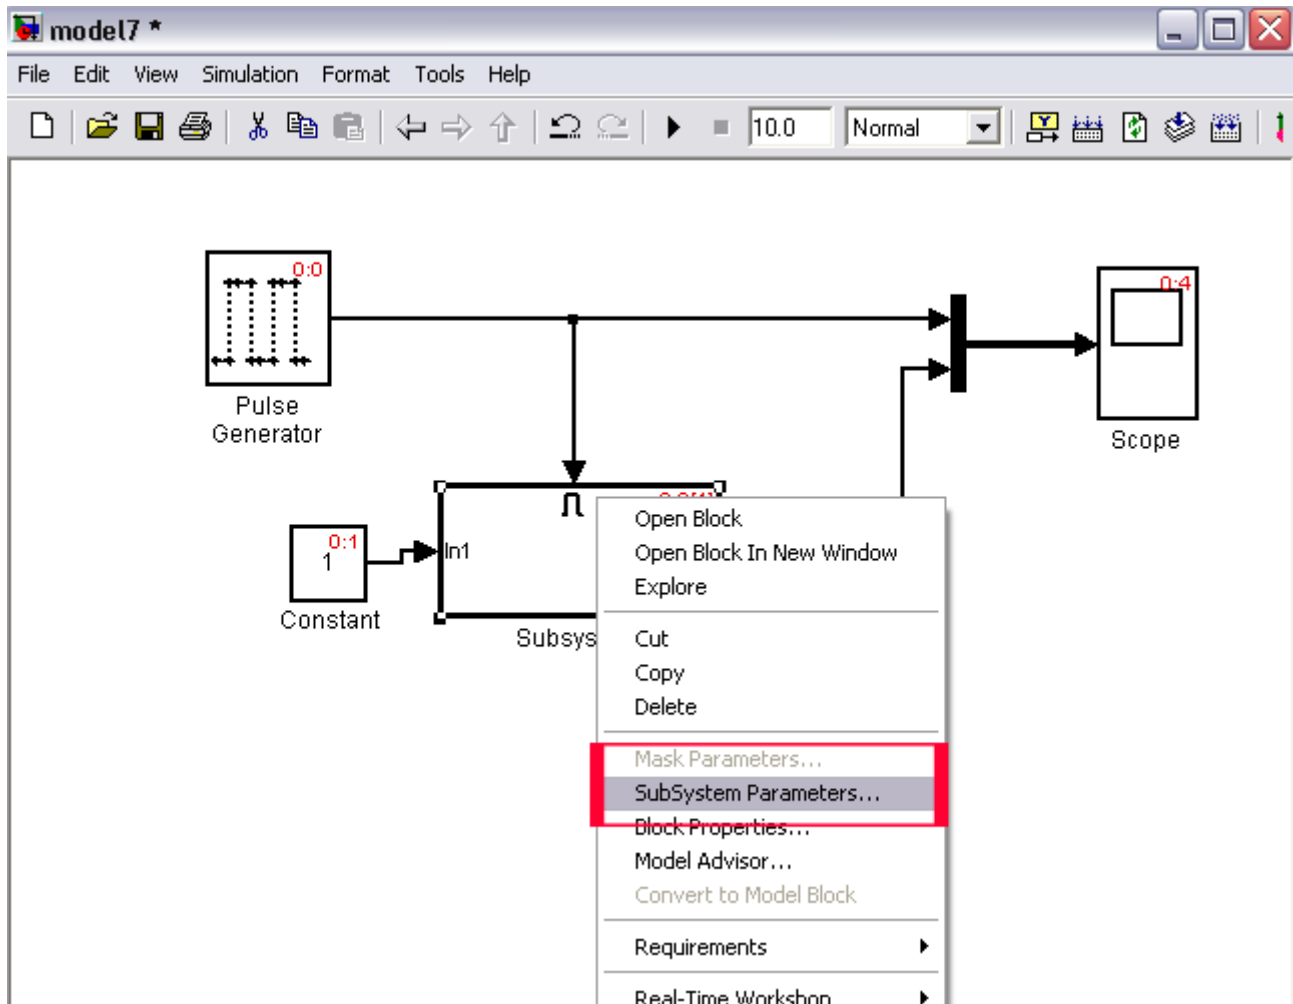 model7 *
File Edit View Simulation Format Tools Help
10.0 Normal
0:0
Pulse
Generator
0:4
Scope
0:1
1
Constant
In1
Subsys
Open Block
Open Block In New Window
Explore
Cut
Copy
Delete
Mask Parameters...
SubSystem Parameters...
Block Properties...
Model Advisor...
Convert to Model Block
Requirements
Real-Time Workshop